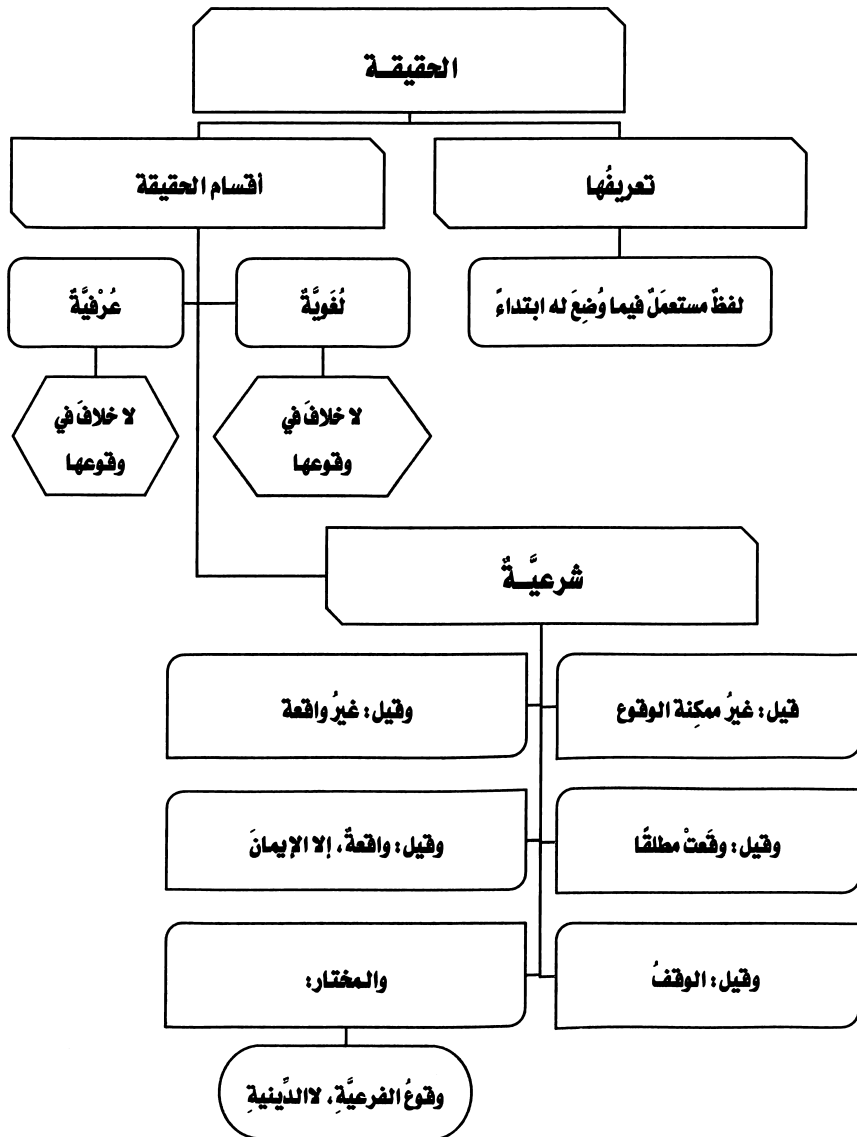 الحقيقــة
تعريفُها
أقسام الحقيقة
لفظٌ مستعمَلٌ فيما وُضِعَ له ابتداءً
لُغَوِيَّةٌ
عُرْفيَّةٌ
لا خلافَ في
وقوعها
لا خلافَ في
وقوعها
شرعيَّــةٌ
قيل: غيرُ ممكِنة الوقوع
وقيل: غيرُ واقعة
وقيل: وقَعتْ مطلقًا
وقيل: واقعةٌ، إلا الإيمانَ
وقيل: الوقفُ
والمختار:
وقوعُ الفرعيَّةِ، لا الدِّينيةِ